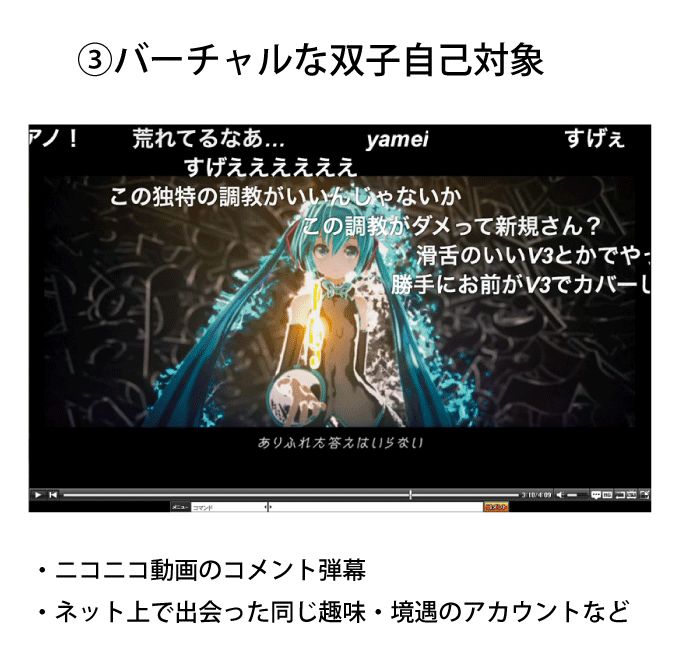 ③バーチャルな双子自己対象
アノ！ 荒れてるなあ… yamei すげぇ
すげええええええ
この独特の調教がいいんじゃないか
この調教がダメって新規さん？
滑舌のいいV3とかでやっ
勝手にお前がV3でカバーし
ありふれた答えはいらない
3:10/4:09
メニュー コマンド コメント
・ニコニコ動画のコメント弾幕
・ネット上で出会った同じ趣味・境遇のアカウントなど